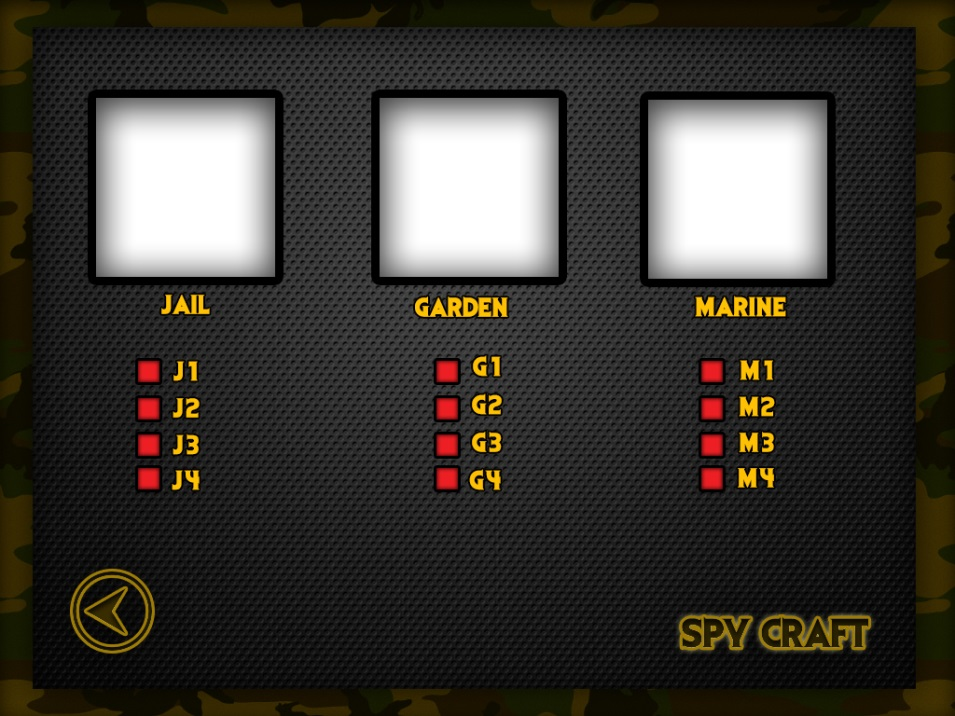 JAIL
GARDEN
MARINE
J1
J2
J3
J4
G1
G2
G3
G4
M1
M2
M3
M4
SPY CRAFT